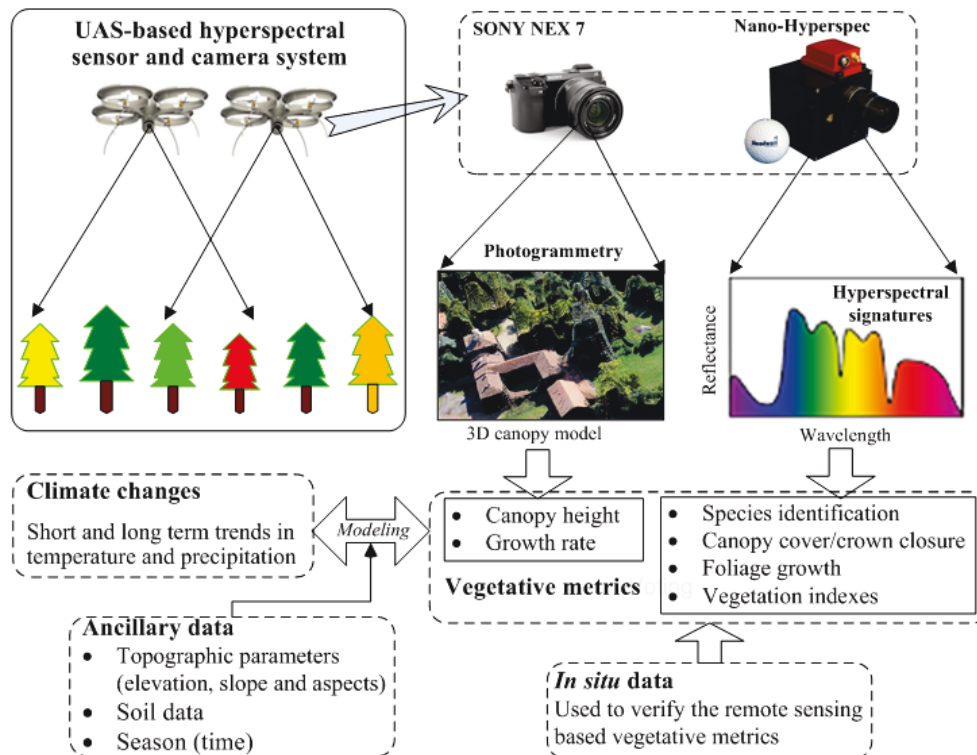 UAS-based hyperspectral
sensor and camera system
SONY NEX 7
Nano-Hyperspec
Photogrammetry
3D canopy model
Hyperspectral
signatures
Reflectance
Wavelength
Climate changes
Short and long term trends in
temperature and precipitation
Modeling
• Canopy height
• Growth rate
Vegetative metrics
• Species identification
• Canopy cover/crown closure
• Foliage growth
• Vegetation indexes
Ancillary data
• Topographic parameters
(elevation, slope and aspects)
• Soil data
• Season (time)
In situ data
Used to verify the remote sensing
based vegetative metrics